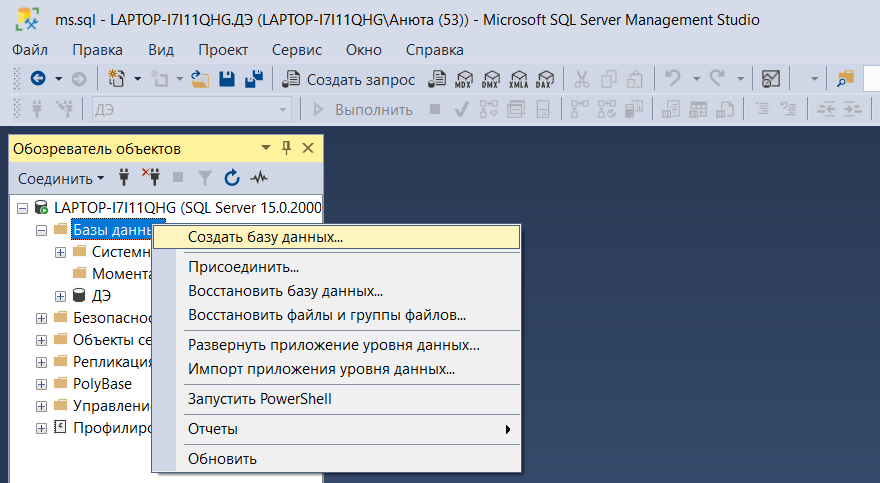 ms.sql - LAPTOP-I7I11QHG.ДЭ (LAPTOP-I7I11QHG\Анюта (53)) - Microsoft SQL Server Management Studio
Файл Правка Вид Проект Сервис Окно Справка
Создать запрос MDX DMX XMLA DAX
ДЭ Выполнить
Обозреватель объектов
Соединить
LAPTOP-I7I11QHG (SQL Server 15.0.2000
Базы данны
Создать базу данных...
Системн
Присоединить...
Момента
Восстановить базу данных...
ДЭ
Восстановить файлы и группы файлов...
Безопаснос
Объекты се
Развернуть приложение уровня данных...
Репликация
Импорт приложения уровня данных...
PolyBase
Запустить PowerShell
Управление
Профилиро
Отчеты
Обновить